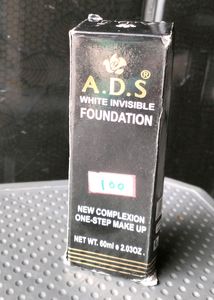 A.D.S®
WHITE INVISIBLE
FOUNDATION
100
NEW COMPLEXION
ONE-STEP MAKE UP
NET. WT. 60ml e 2.03OZ.